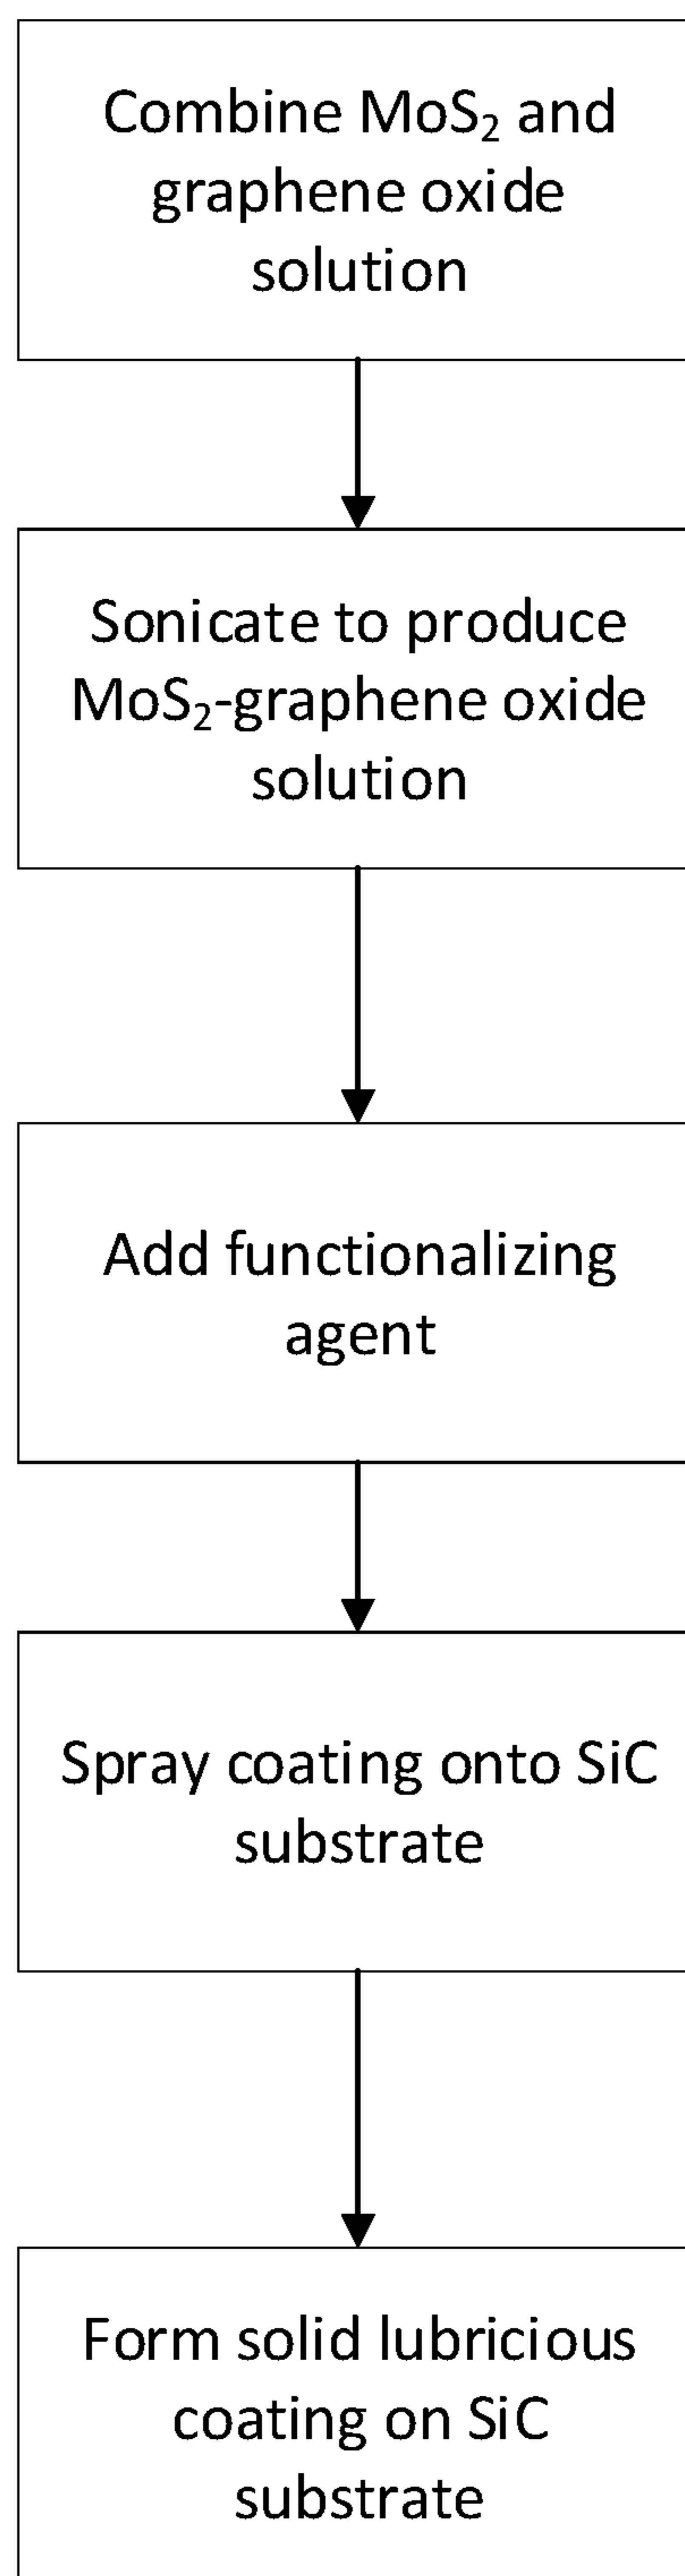 Combine MoS₂ and
graphene oxide
solution
Sonicate to produce
MoS₂-graphene oxide
solution
Add functionalizing
agent
Spray coating onto SiC
substrate
Form solid lubricious
coating on SiC
substrate